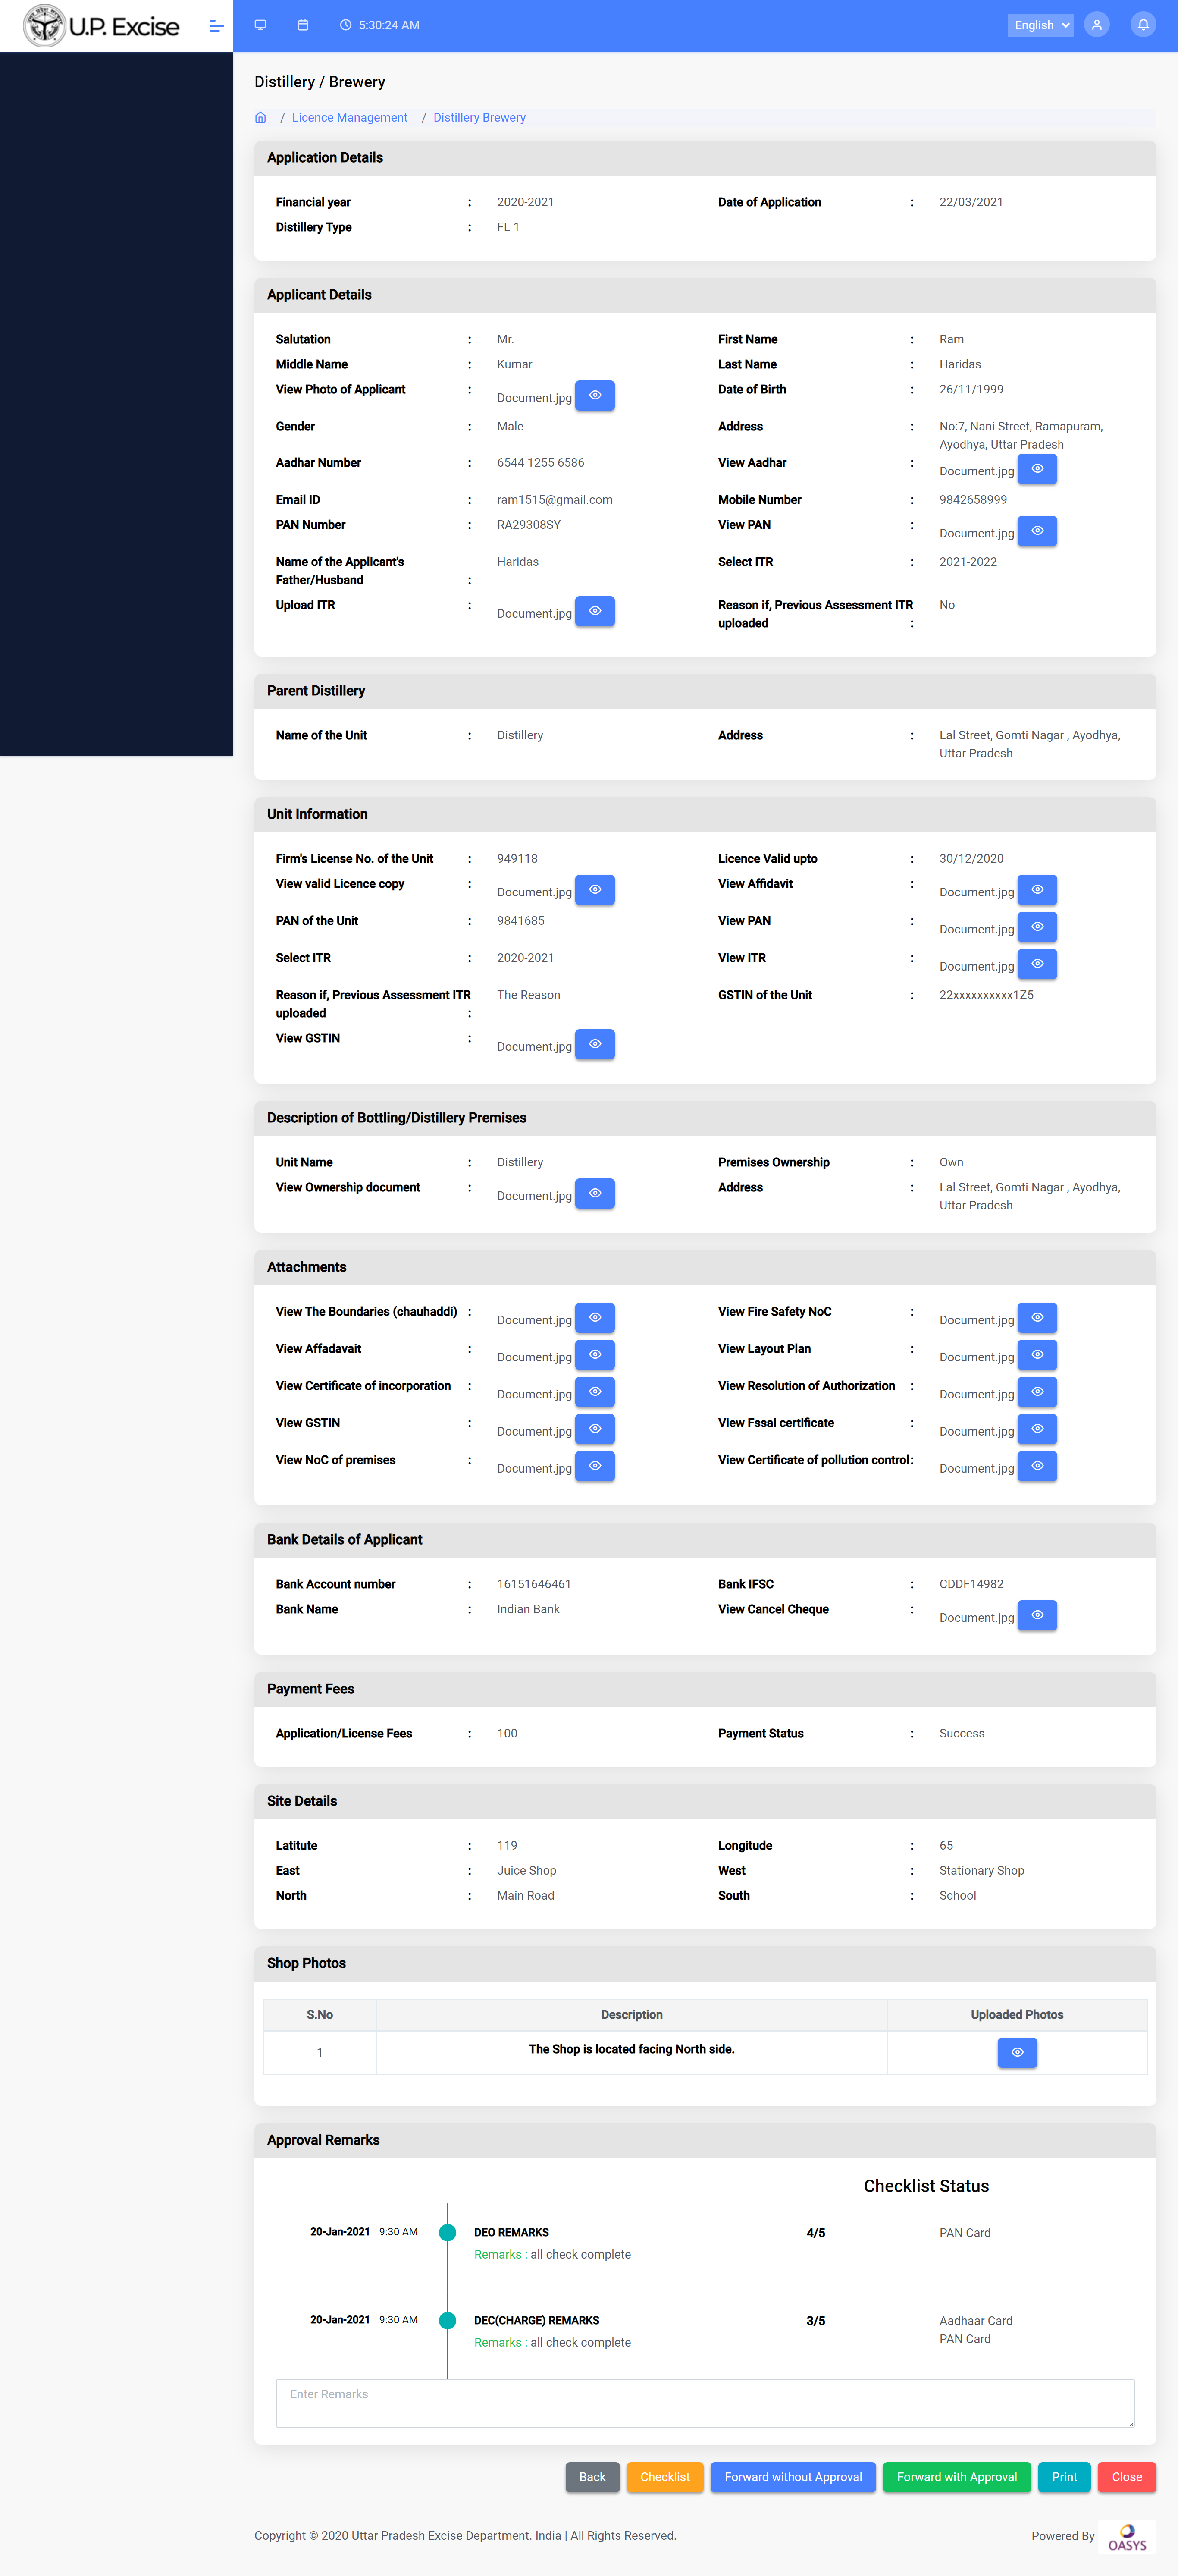 U.P. Excise
5:30:24 AM
English
Distillery / Brewery
/ Licence Management / Distillery Brewery
Application Details
Financial year : 2020-2021 Date of Application : 22/03/2021
Distillery Type : FL 1
Applicant Details
Salutation : Mr. First Name : Ram
Middle Name : Kumar Last Name : Haridas
View Photo of Applicant : Document.jpg Date of Birth : 26/11/1999
Gender : Male Address : No:7, Nani Street, Ramapuram,
Ayodhya, Uttar Pradesh
Aadhar Number : 6544 1255 6586 View Aadhar : Document.jpg
Email ID : ram1515@gmail.com Mobile Number : 9842658999
PAN Number : RA29308SY View PAN : Document.jpg
Name of the Applicant's Haridas Select ITR : 2021-2022
Father/Husband :
Upload ITR : Document.jpg Reason if, Previous Assessment ITR No
uploaded :
Parent Distillery
Name of the Unit : Distillery Address : Lal Street, Gomti Nagar , Ayodhya,
Uttar Pradesh
Unit Information
Firm's License No. of the Unit : 949118 Licence Valid upto : 30/12/2020
View valid Licence copy : Document.jpg View Affidavit : Document.jpg
PAN of the Unit : 9841685 View PAN : Document.jpg
Select ITR : 2020-2021 View ITR : Document.jpg
Reason if, Previous Assessment ITR The Reason GSTIN of the Unit : 22xxxxxxxxxx1Z5
uploaded :
View GSTIN : Document.jpg
Description of Bottling/Distillery Premises
Unit Name : Distillery Premises Ownership : Own
View Ownership document : Document.jpg Address : Lal Street, Gomti Nagar , Ayodhya,
Uttar Pradesh
Attachments
View The Boundaries (chauhaddi) : Document.jpg View Fire Safety NoC : Document.jpg
View Affadavait : Document.jpg View Layout Plan : Document.jpg
View Certificate of incorporation : Document.jpg View Resolution of Authorization : Document.jpg
View GSTIN : Document.jpg View Fssai certificate : Document.jpg
View NoC of premises : Document.jpg View Certificate of pollution control : Document.jpg
Bank Details of Applicant
Bank Account number : 16151646461 Bank IFSC : CDDF14982
Bank Name : Indian Bank View Cancel Cheque : Document.jpg
Payment Fees
Application/License Fees : 100 Payment Status : Success
Site Details
Latitute : 119 Longitude : 65
East : Juice Shop West : Stationary Shop
North : Main Road South : School
Shop Photos
S.No Description Uploaded Photos
1 The Shop is located facing North side.
Approval Remarks
Checklist Status
20-Jan-2021 9:30 AM DEO REMARKS 4/5 PAN Card
Remarks : all check complete
20-Jan-2021 9:30 AM DEC(CHARGE) REMARKS 3/5 Aadhaar Card
Remarks : all check complete PAN Card
Enter Remarks
Back Checklist Forward without Approval Forward with Approval Print Close
Copyright © 2020 Uttar Pradesh Excise Department. India | All Rights Reserved. Powered By OASYS